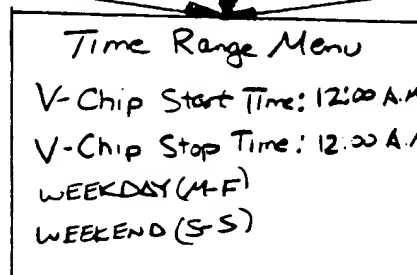 Time Range Menu
V-Chip Start Time: 12:00 A.M
V-Chip Stop Time: 12:00 A.
WEEKDAY (M-F)
WEEKEND (S-S)